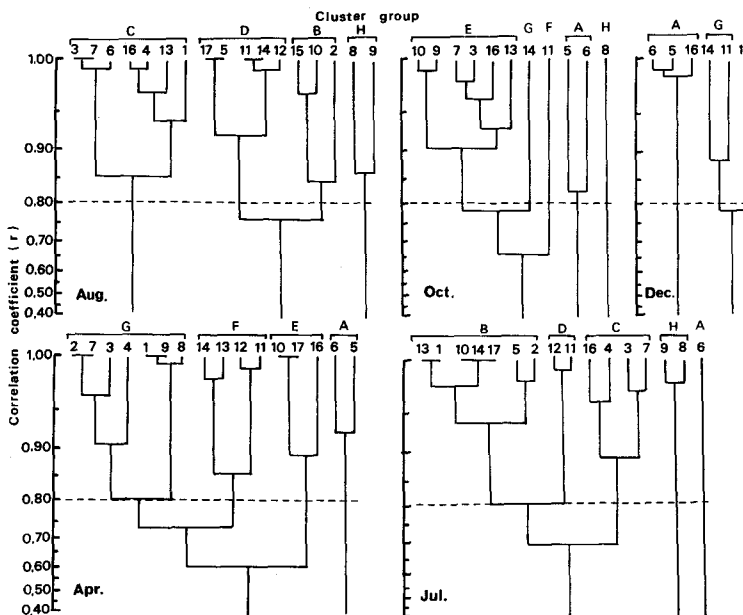 Cluster group
C D B H E G F A H A G
3 7 6 16 4 13 1 17 5 11 14 12 15 10 2 8 9 10 9 7 3 16 13 14 11 5 6 8 6 5 16 14 11
1.00
0.90
0.80
0.70
0.60
0.50
0.40
Aug. Oct. Dec.
Correlation coefficient (r)
G F E A B D C H A
2 7 3 4 1 9 8 14 13 12 11 10 17 16 6 5 13 1 10 14 17 5 2 12 11 16 4 3 7 9 8 6
1.00
0.90
0.80
0.70
0.60
0.50
0.40
Apr. Jul.